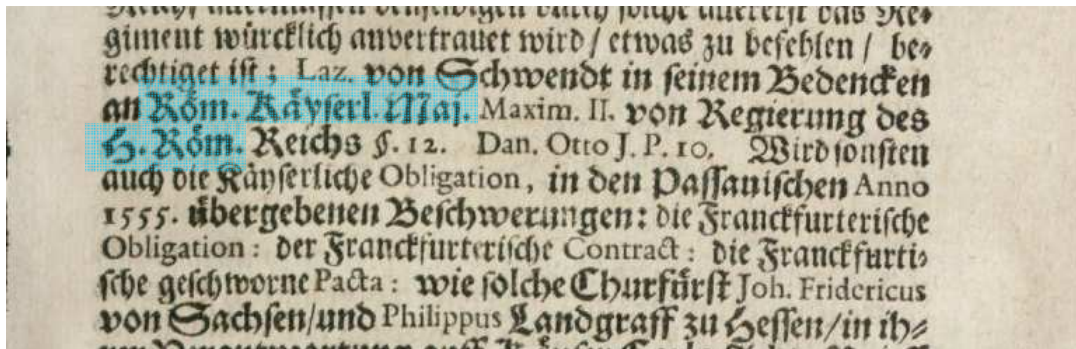 giment würcklich anvertrauet wird / etwas zu befehlen / be-
rechtiget ist : Laz. von Schwendt in seinem Bedencken
an Röm. Käyserl. Maj. Maxim. II. von Regierung des
H. Röm. Reichs §. 12. Dan. Otto J. P. 10. Wird sonsten
auch die Käyserliche Obligation, in den Passauischen Anno
1555. übergebenen Beschwerungen: die Franckfurterische
Obligation : der Franckfurterische Contract : die Franckfurti-
sche geschworne Pacta : wie solche Churfürst Joh. Fridericus
von Sachsen/und Philippus Landgraff zu Hessen/in ih-